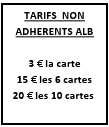 TARIFS NON
ADHERENTS ALB
3 € la carte
15 € les 6 cartes
20 € les 10 cartes